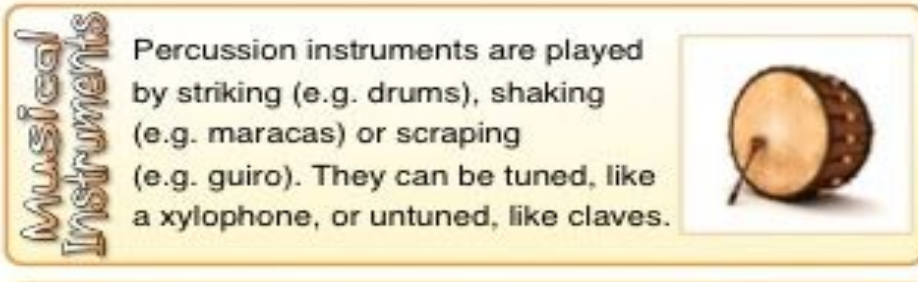 Musical
Instruments
Percussion instruments are played
by striking (e.g. drums), shaking
(e.g. maracas) or scraping
(e.g. guiro). They can be tuned, like
a xylophone, or untuned, like claves.